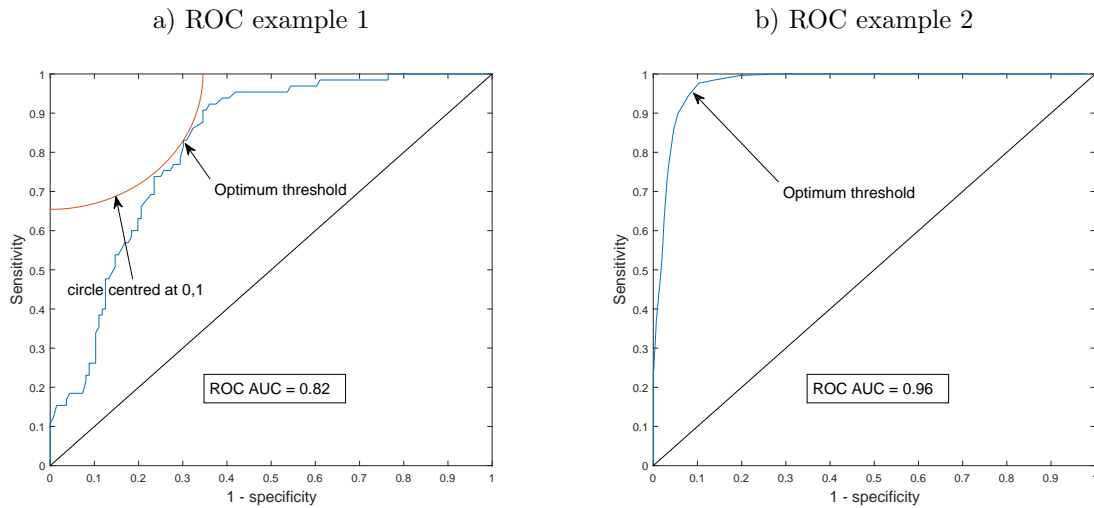 a) ROC example 1
1
0.9
0.8
0.7
0.6
0.5
0.4
0.3
0.2
0.1
0
Sensitivity
Optimum threshold
circle centred at 0,1
ROC AUC = 0.82
0 0.1 0.2 0.3 0.4 0.5 0.6 0.7 0.8 0.9 1
1 - specificity
b) ROC example 2
1
0.9
0.8
0.7
0.6
0.5
0.4
0.3
0.2
0.1
0
Sensitivity
Optimum threshold
ROC AUC = 0.96
0 0.1 0.2 0.3 0.4 0.5 0.6 0.7 0.8 0.9 1
1 - specificity